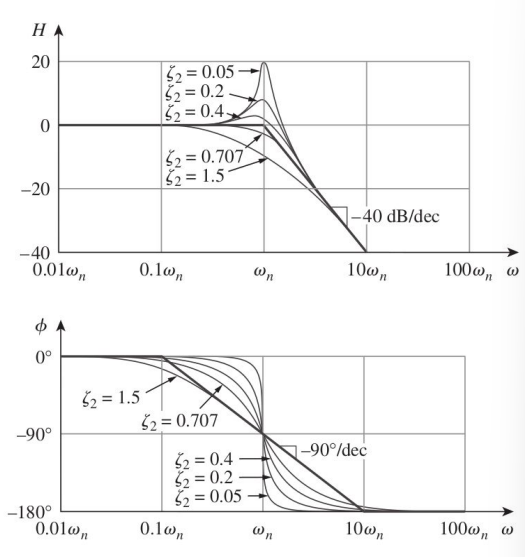 H
20
ζ₂ = 0.05
ζ₂ = 0.2
ζ₂ = 0.4
0
ζ₂ = 0.707
ζ₂ = 1.5
−20
−40 dB/dec
−40
0.01ωₙ 0.1ωₙ ωₙ 10ωₙ 100ωₙ ω
ϕ
0°
ζ₂ = 1.5
ζ₂ = 0.707
−90°
−90°/dec
ζ₂ = 0.4
ζ₂ = 0.2
ζ₂ = 0.05
−180°
0.01ωₙ 0.1ωₙ ωₙ 10ωₙ 100ωₙ ω